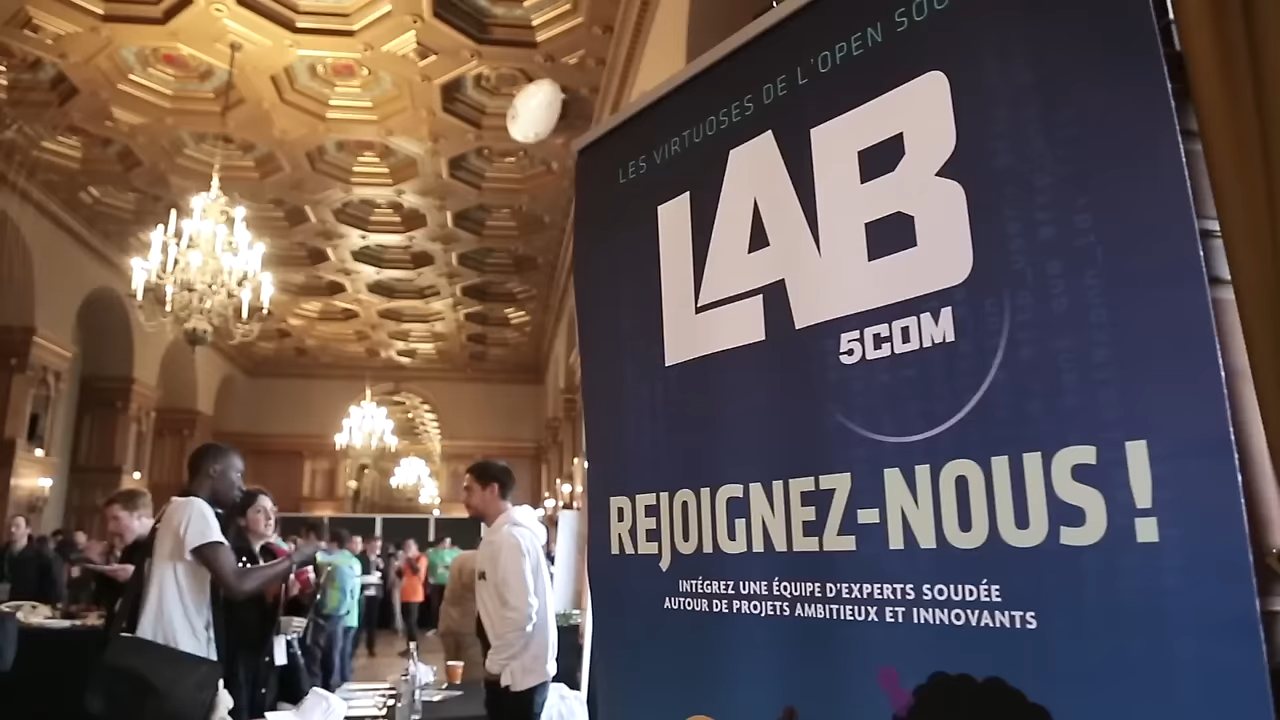 LES VIRTUOSES DE L'OPEN SOU
LAB
5COM
REJOIGNEZ-NOUS !
INTÉGREZ UNE ÉQUIPE D'EXPERTS SOUDÉE
AUTOUR DE PROJETS AMBITIEUX ET INNOVANTS